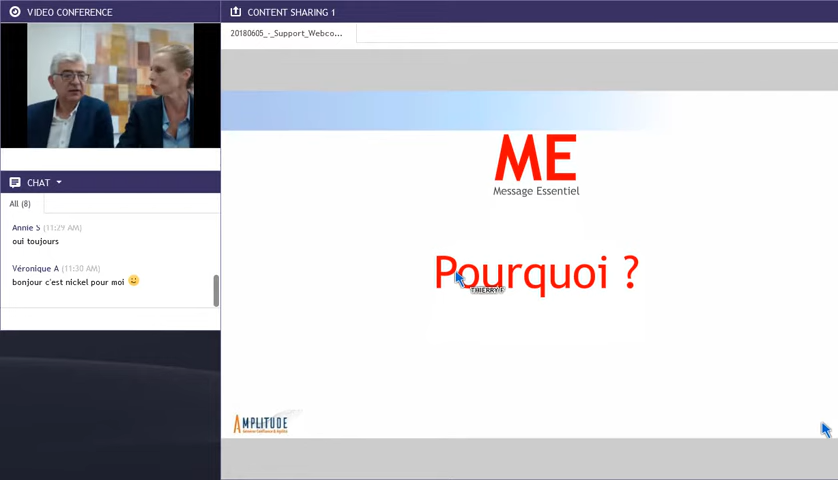 VIDEO CONFERENCE
CONTENT SHARING 1
20180605_-_Support_Webco...
CHAT
All (8)
Annie S (11:29 AM)
oui toujours
Véronique A (11:30 AM)
bonjour c'est nickel pour moi
ME
Message Essentiel
Pourquoi ?
AMPLITUDE